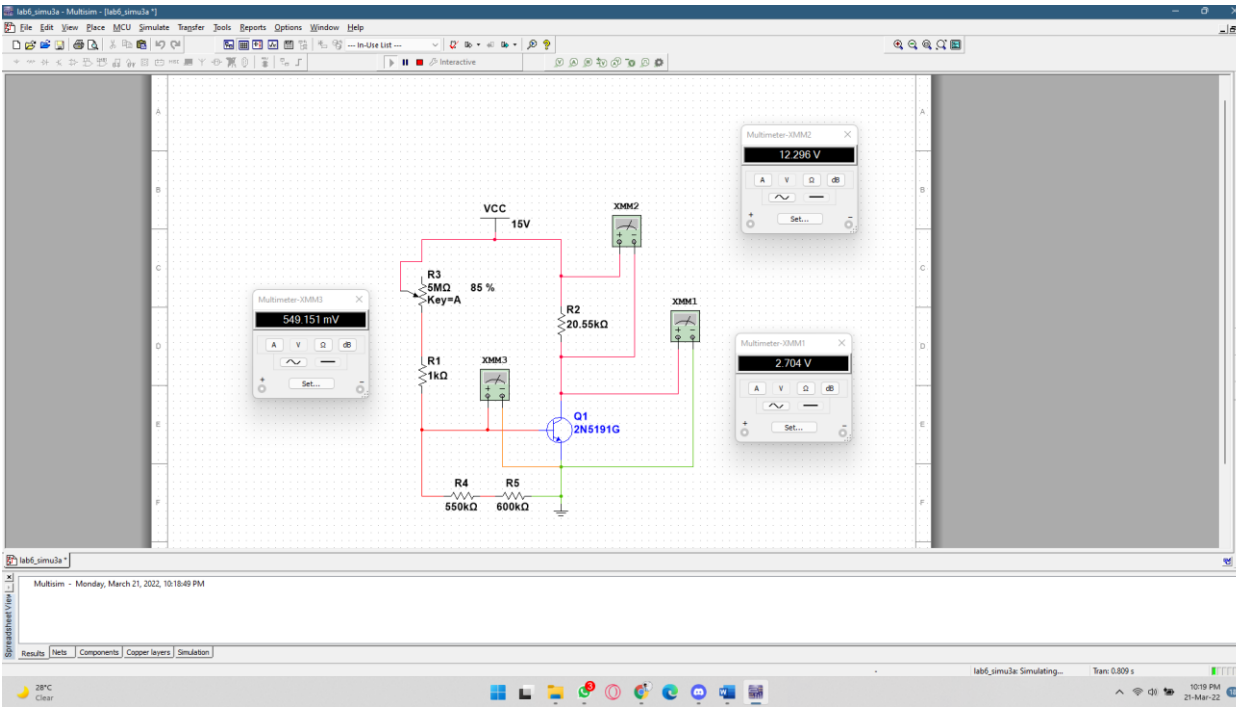 lab6_simu3a - Multisim - [lab6_simu3a *]
File Edit View Place MCU Simulate Transfer Tools Reports Options Window Help
--- In-Use List ---
Interactive
A
A
B
B
C
C
D
D
E
E
F
F
Multimeter-XMM2
12.296 V
A V Ω dB
+ Set... -
VCC
15V
XMM2
+ -
R3
5MΩ 85 %
Key=A
Multimeter-XMM3
549.151 mV
A V Ω dB
+ Set... -
R2
20.55kΩ
XMM1
+ -
Multimeter-XMM1
2.704 V
A V Ω dB
+ Set... -
R1
1kΩ
XMM3
+ -
Q1
2N5191G
R4 R5
550kΩ 600kΩ
lab6_simu3a *
Multisim - Monday, March 21, 2022, 10:18:49 PM
Spreadsheet View
Results Nets Components Copper layers Simulation
lab6_simu3a: Simulating... Tran: 0.809 s
28°C
Clear
3
10:19 PM
21-Mar-22